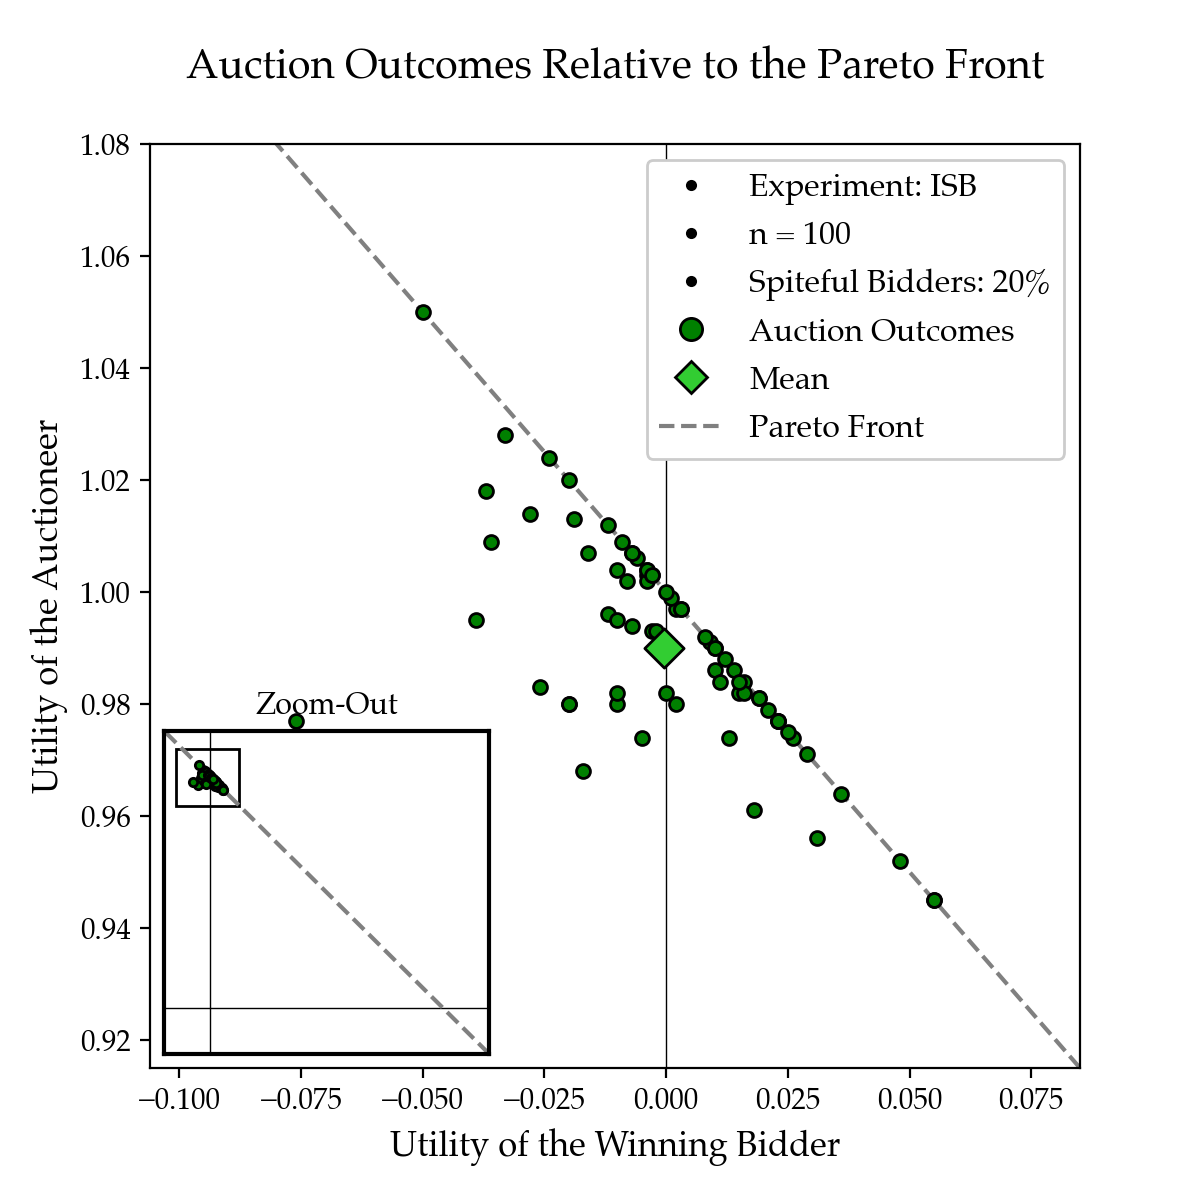 Auction Outcomes Relative to the Pareto Front
Experiment: ISB
n = 100
Spiteful Bidders: 20%
Auction Outcomes
Mean
Pareto Front
Utility of the Auctioneer
1.08
1.06
1.04
1.02
1.00
0.98
0.96
0.94
0.92
Zoom-Out
−0.100 −0.075 −0.050 −0.025 0.000 0.025 0.050 0.075
Utility of the Winning Bidder